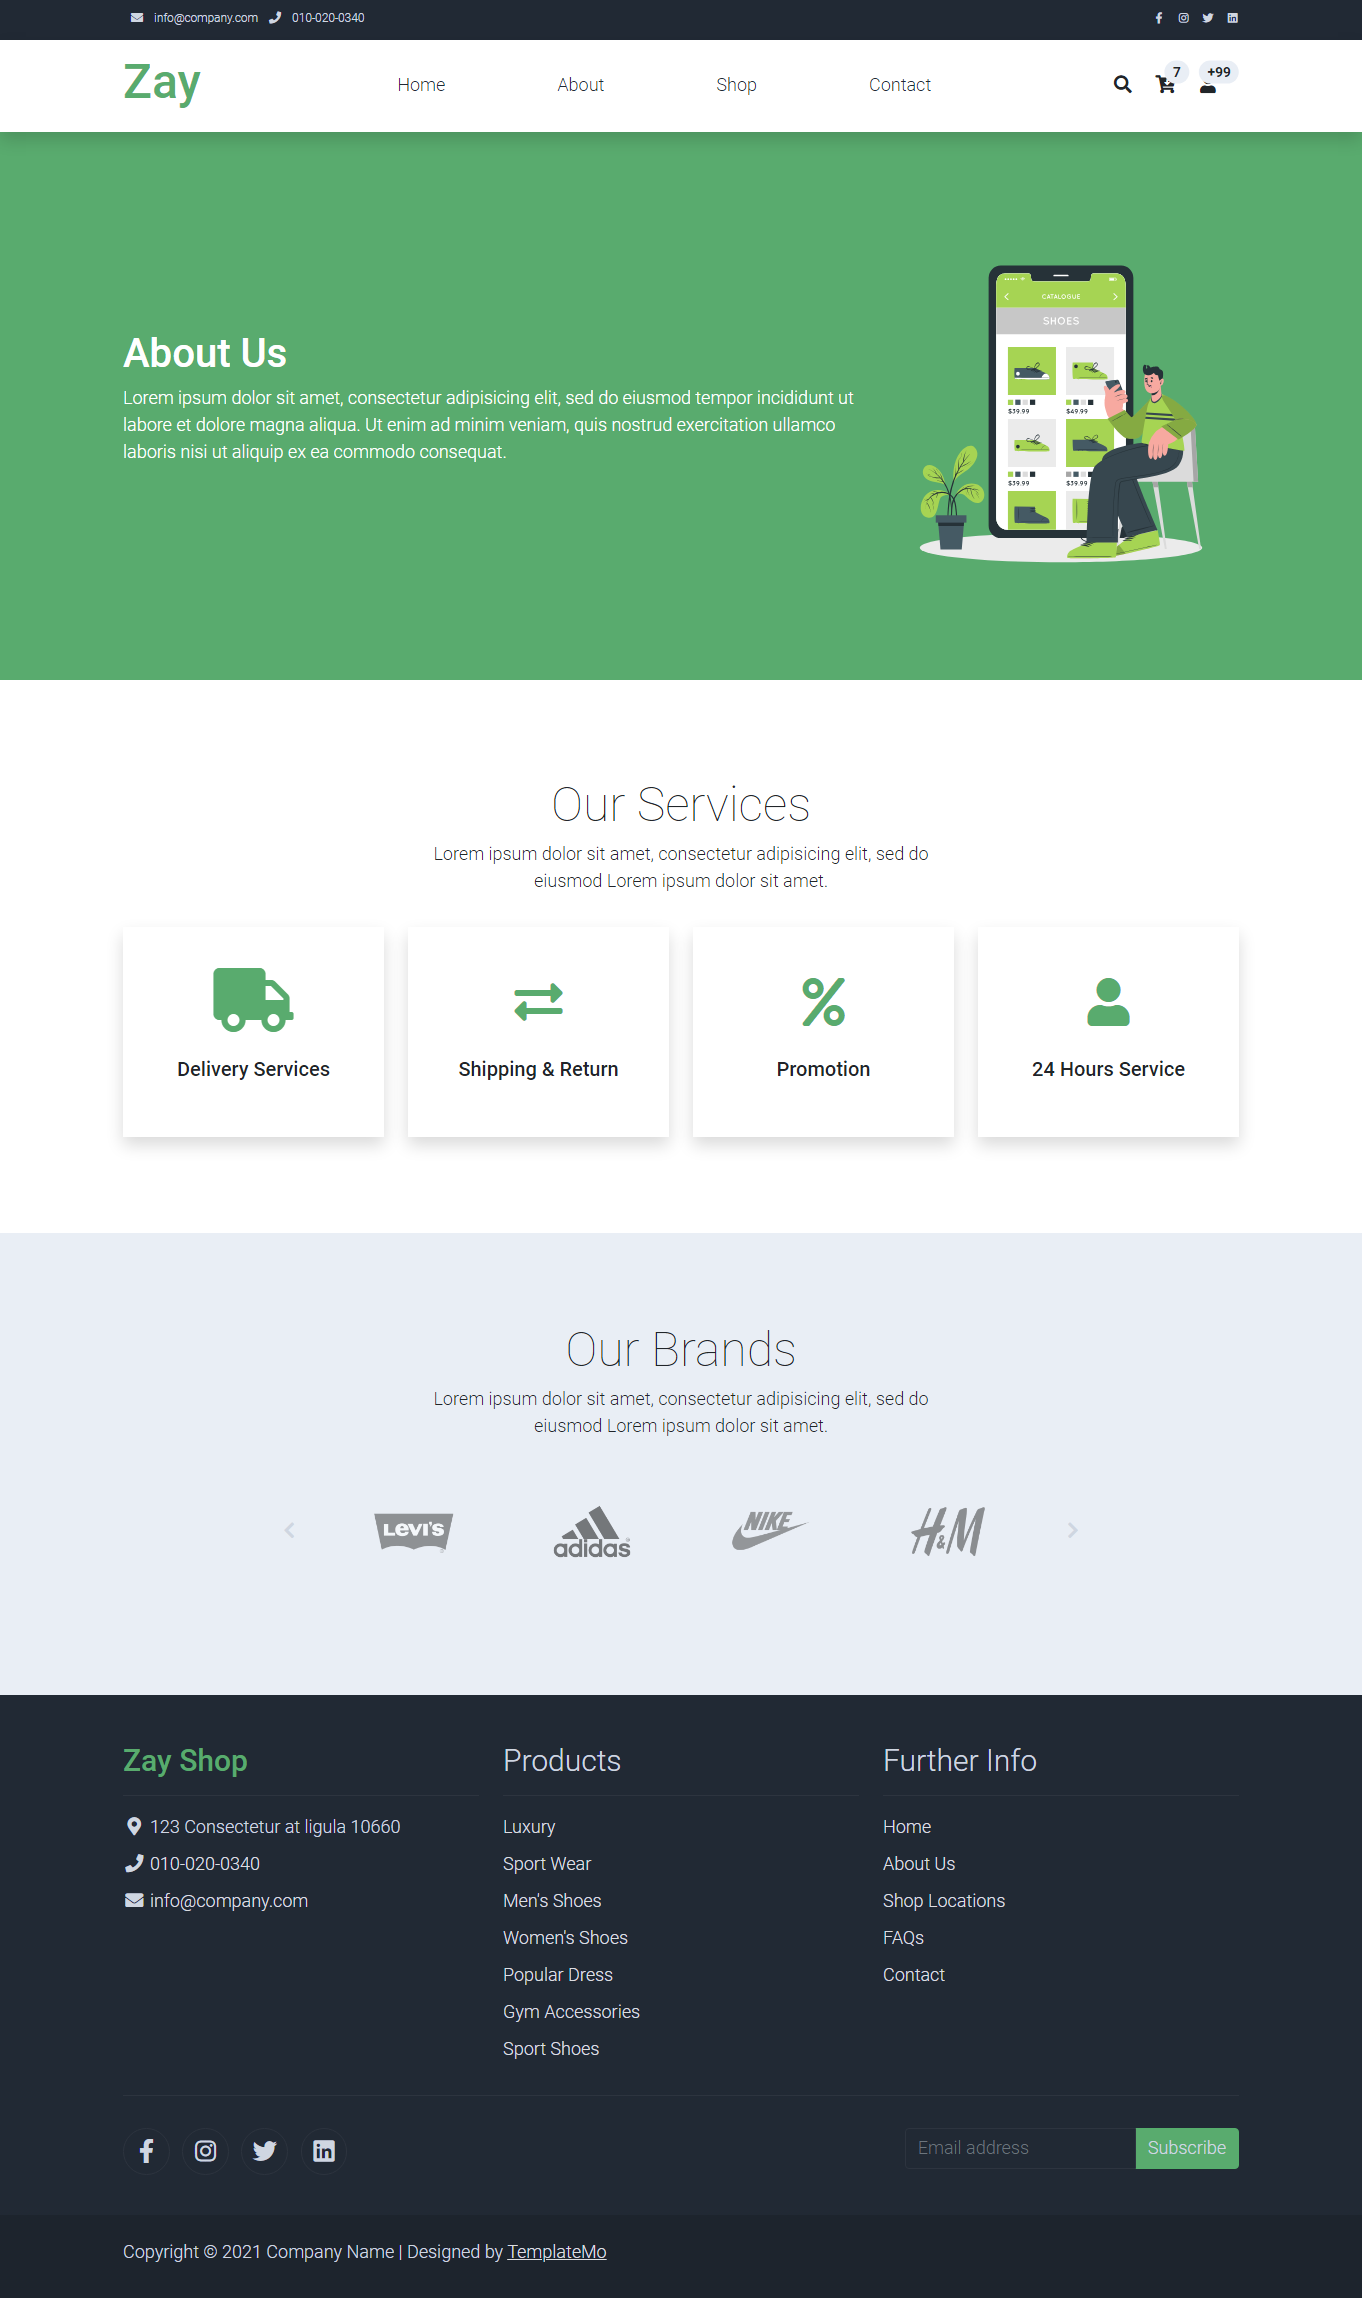 info@company.com 010-020-0340
Zay
Home About Shop Contact
7 +99
About Us
Lorem ipsum dolor sit amet, consectetur adipisicing elit, sed do eiusmod tempor incididunt ut
labore et dolore magna aliqua. Ut enim ad minim veniam, quis nostrud exercitation ullamco
laboris nisi ut aliquip ex ea commodo consequat.
CATALOGUE
SHOES
$39.99 $49.99
$39.99 $39.99
Our Services
Lorem ipsum dolor sit amet, consectetur adipisicing elit, sed do
eiusmod Lorem ipsum dolor sit amet.
Delivery Services
Shipping & Return
Promotion
24 Hours Service
Our Brands
Lorem ipsum dolor sit amet, consectetur adipisicing elit, sed do
eiusmod Lorem ipsum dolor sit amet.
Levi's
adidas
NIKE
H&M
Zay Shop
123 Consectetur at ligula 10660
010-020-0340
info@company.com
Products
Luxury
Sport Wear
Men's Shoes
Women's Shoes
Popular Dress
Gym Accessories
Sport Shoes
Further Info
Home
About Us
Shop Locations
FAQs
Contact
Email address Subscribe
Copyright © 2021 Company Name | Designed by TemplateMo